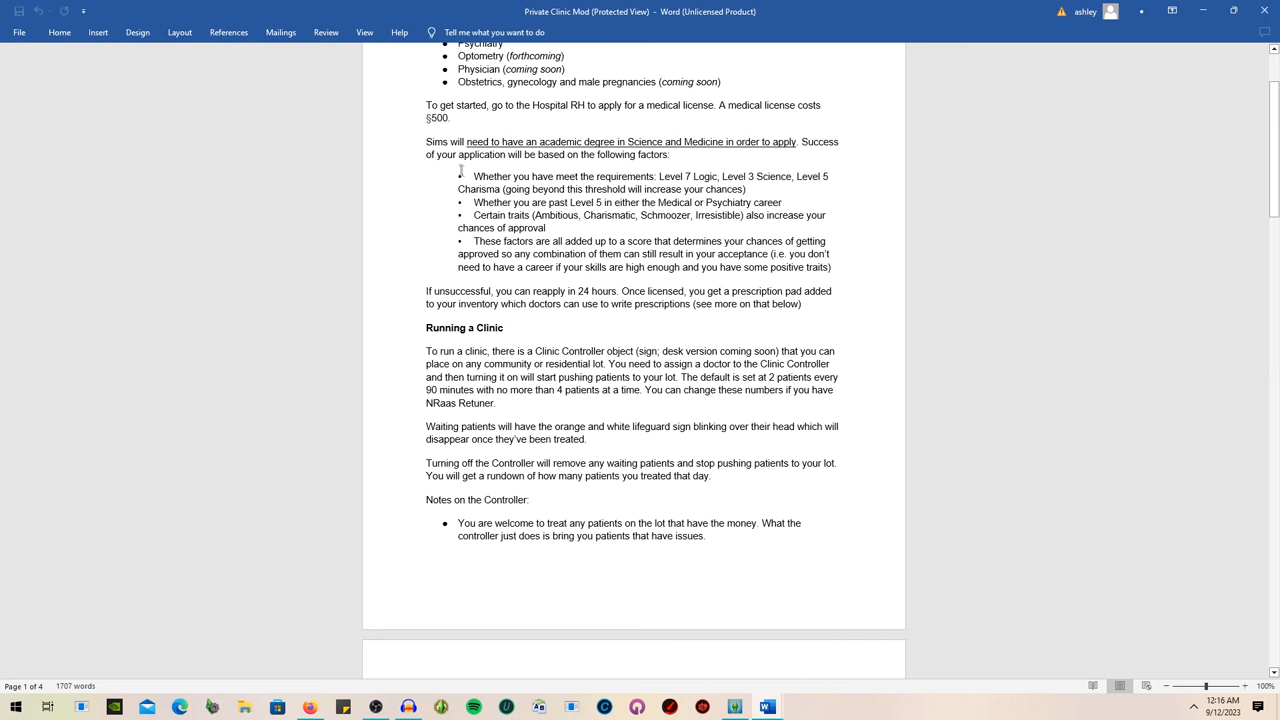 Private Clinic Mod (Protected View) - Word (Unlicensed Product)
ashley
File Home Insert Design Layout References Mailings Review View Help Tell me what you want to do
● Psychiatry
● Optometry (forthcoming)
● Physician (coming soon)
● Obstetrics, gynecology and male pregnancies (coming soon)
To get started, go to the Hospital RH to apply for a medical license. A medical license costs
§500.
Sims will need to have an academic degree in Science and Medicine in order to apply. Success
of your application will be based on the following factors:
• Whether you have meet the requirements: Level 7 Logic, Level 3 Science, Level 5
Charisma (going beyond this threshold will increase your chances)
• Whether you are past Level 5 in either the Medical or Psychiatry career
• Certain traits (Ambitious, Charismatic, Schmoozer, Irresistible) also increase your
chances of approval
• These factors are all added up to a score that determines your chances of getting
approved so any combination of them can still result in your acceptance (i.e. you don’t
need to have a career if your skills are high enough and you have some positive traits)
If unsuccessful, you can reapply in 24 hours. Once licensed, you get a prescription pad added
to your inventory which doctors can use to write prescriptions (see more on that below)
Running a Clinic
To run a clinic, there is a Clinic Controller object (sign; desk version coming soon) that you can
place on any community or residential lot. You need to assign a doctor to the Clinic Controller
and then turning it on will start pushing patients to your lot. The default is set at 2 patients every
90 minutes with no more than 4 patients at a time. You can change these numbers if you have
NRaas Retuner.
Waiting patients will have the orange and white lifeguard sign blinking over their head which will
disappear once they’ve been treated.
Turning off the Controller will remove any waiting patients and stop pushing patients to your lot.
You will get a rundown of how many patients you treated that day.
Notes on the Controller:
● You are welcome to treat any patients on the lot that have the money. What the
controller just does is bring you patients that have issues.
Page 1 of 4 1707 words
100%
12:16 AM
9/12/2023